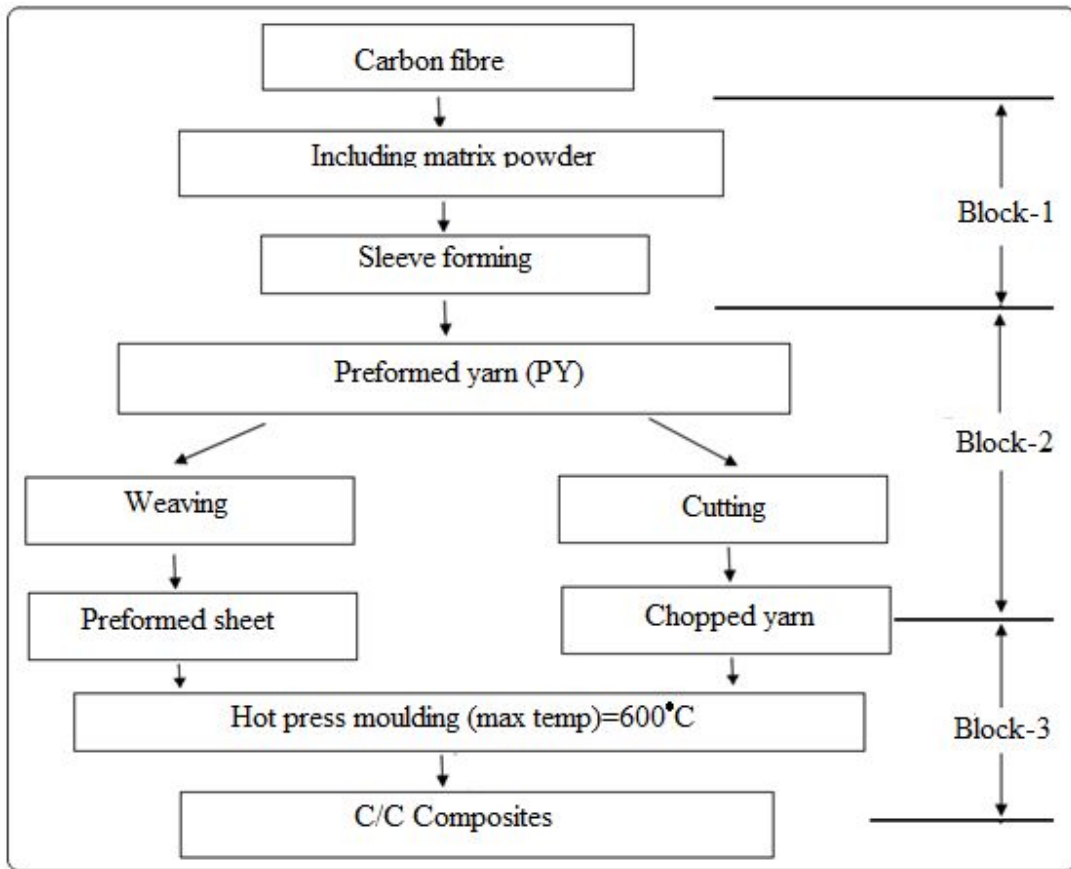 Carbon fibre
Including matrix powder
Block-1
Sleeve forming
Preformed yarn (PY)
Block-2
Weaving
Cutting
Preformed sheet
Chopped yarn
Hot press moulding (max temp)=600°C
Block-3
C/C Composites